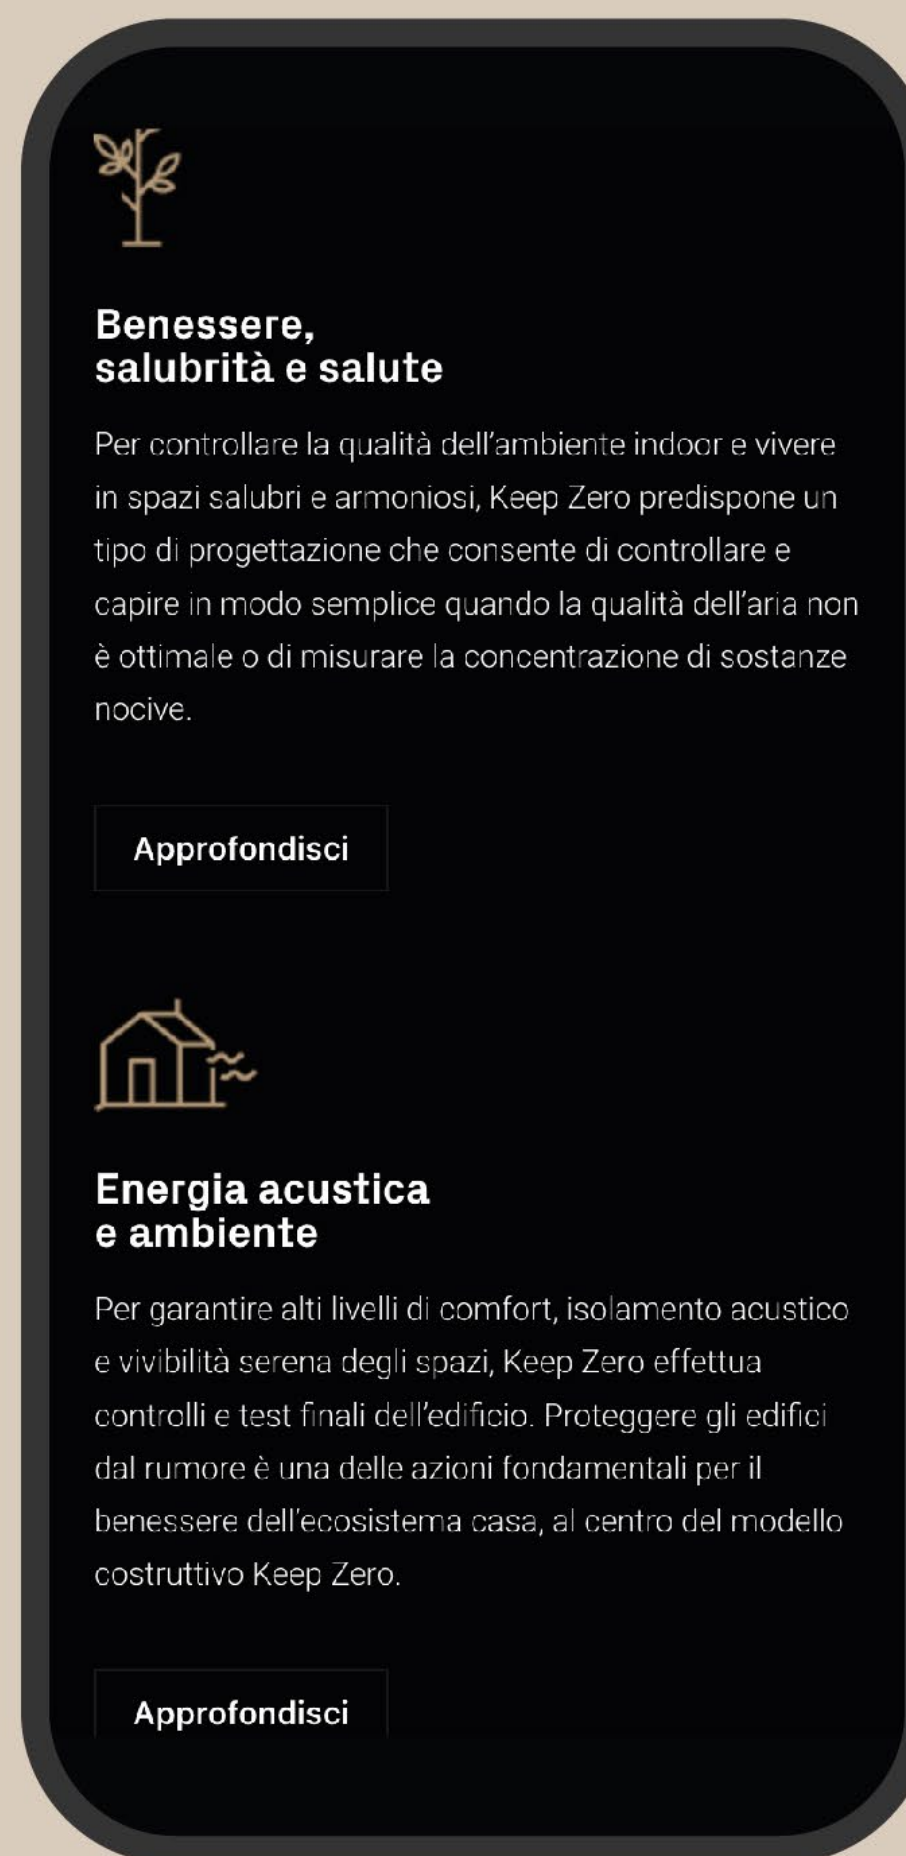 Benessere,
salubrità e salute
Per controllare la qualità dell'ambiente indoor e vivere
in spazi salubri e armoniosi, Keep Zero predispone un
tipo di progettazione che consente di controllare e
capire in modo semplice quando la qualità dell'aria non
è ottimale o di misurare la concentrazione di sostanze
nocive.
Approfondisci
Energia acustica
e ambiente
Per garantire alti livelli di comfort, isolamento acustico
e vivibilità serena degli spazi, Keep Zero effettua
controlli e test finali dell'edificio. Proteggere gli edifici
dal rumore è una delle azioni fondamentali per il
benessere dell'ecosistema casa, al centro del modello
costruttivo Keep Zero.
Approfondisci